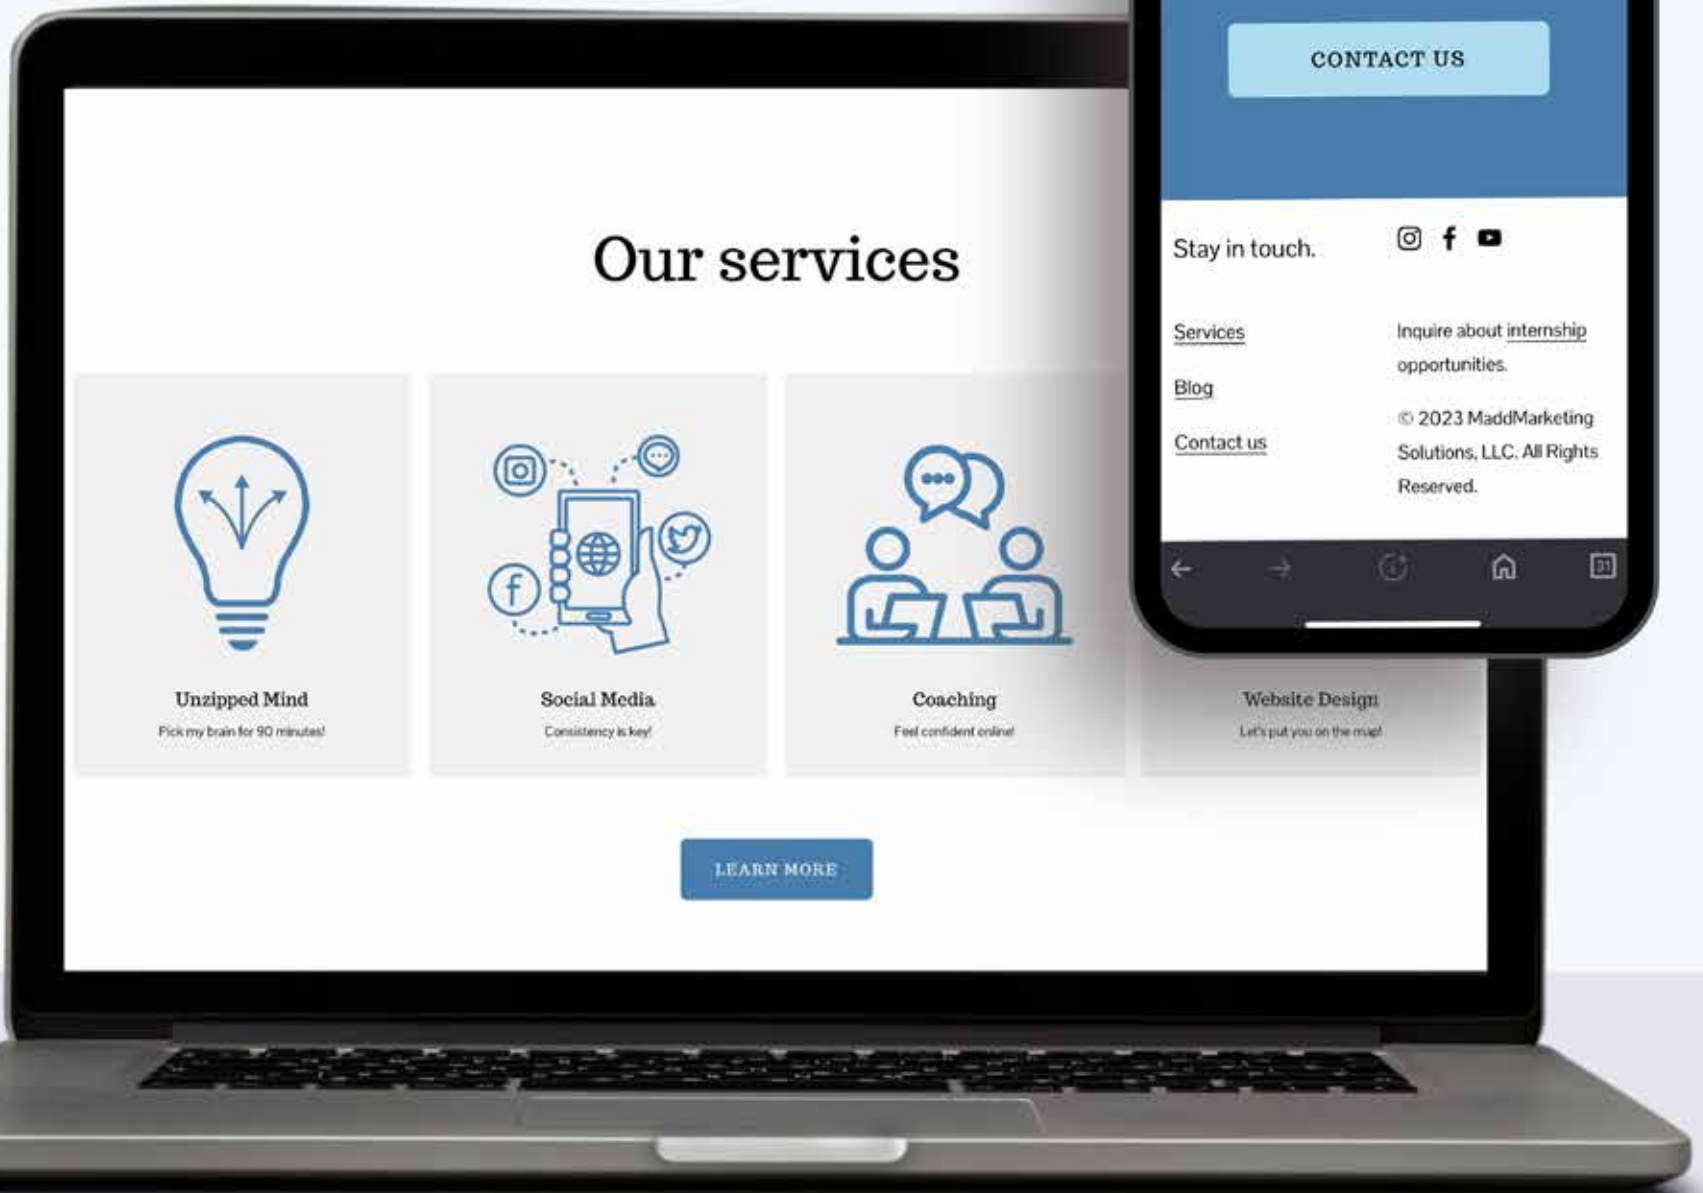 CONTACT US
Our services
Stay in touch.
Services
Inquire about internship
opportunities.
Blog
© 2023 MaddMarketing
Contact us
Solutions, LLC. All Rights
Reserved.
31
Unzipped Mind
Pick my brain for 90 minutes!
Social Media
Consistency is key!
Coaching
Feel confident online!
Website Design
Let's put you on the map!
LEARN MORE